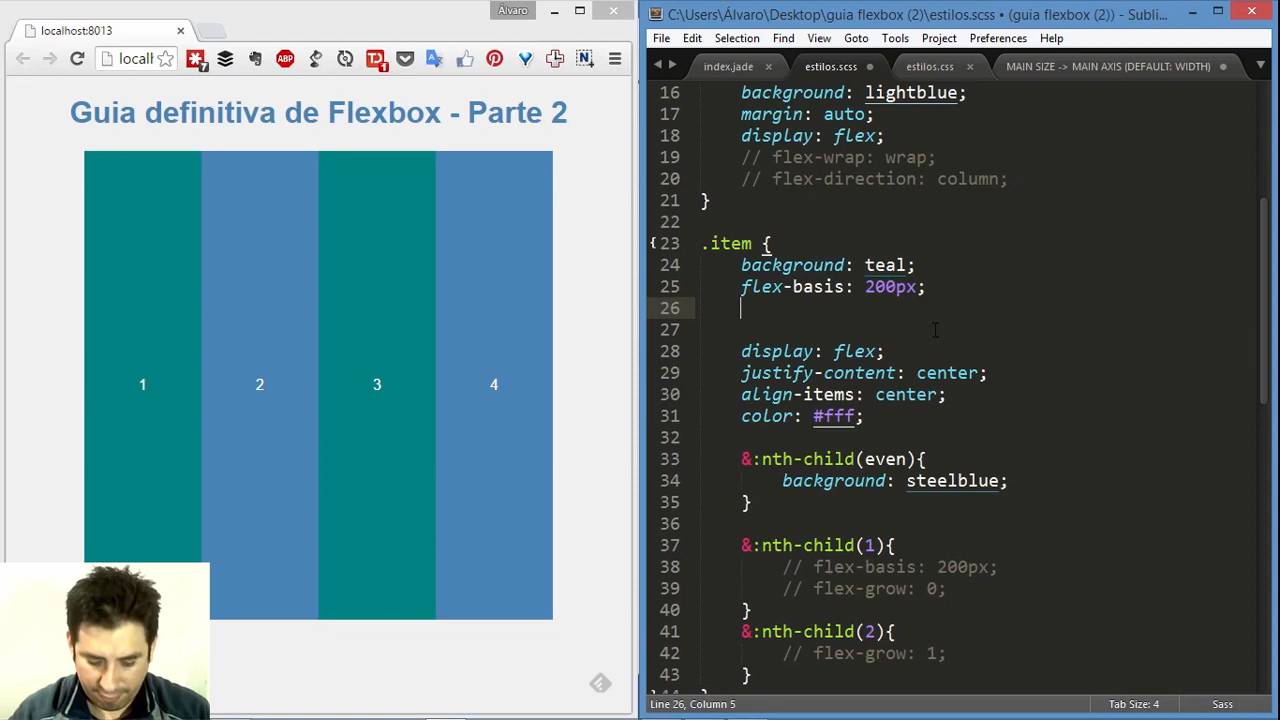 Álvaro
localhost:8013
locall
7
ABP
TD
1
N
Guia definitiva de Flexbox - Parte 2
1
2
3
4
C:\Users\Álvaro\Desktop\guia flexbox (2)\estilos.scss • (guia flexbox (2)) - Subli...
File Edit Selection Find View Goto Tools Project Preferences Help
index.jade
estilos.scss
estilos.css
MAIN SIZE -> MAIN AXIS (DEFAULT: WIDTH)
16 background: lightblue;
17 margin: auto;
18 display: flex;
19 // flex-wrap: wrap;
20 // flex-direction: column;
21 }
22
{ 23 .item {
24 background: teal;
25 flex-basis: 200px;
26
27
28 display: flex;
29 justify-content: center;
30 align-items: center;
31 color: #fff;
32
33 &:nth-child(even){
34 background: steelblue;
35 }
36
37 &:nth-child(1){
38 // flex-basis: 200px;
39 // flex-grow: 0;
40 }
41 &:nth-child(2){
42 // flex-grow: 1;
43 }
Line 26, Column 5
Tab Size: 4
Sass